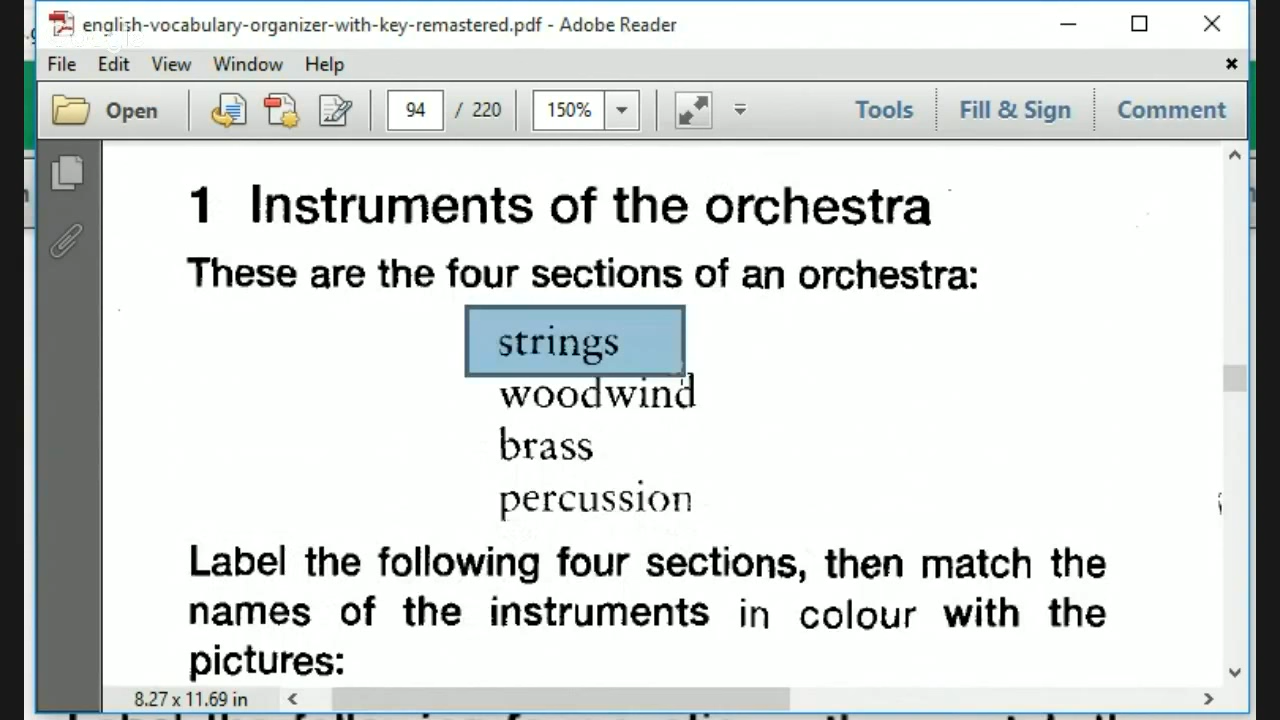 english-vocabulary-organizer-with-key-remastered.pdf - Adobe Reader
File Edit View Window Help
Open 94 / 220 150% Tools Fill & Sign Comment
1 Instruments of the orchestra
These are the four sections of an orchestra:
strings
woodwind
brass
percussion
Label the following four sections, then match the
names of the instruments in colour with the
pictures:
8.27 x 11.69 in